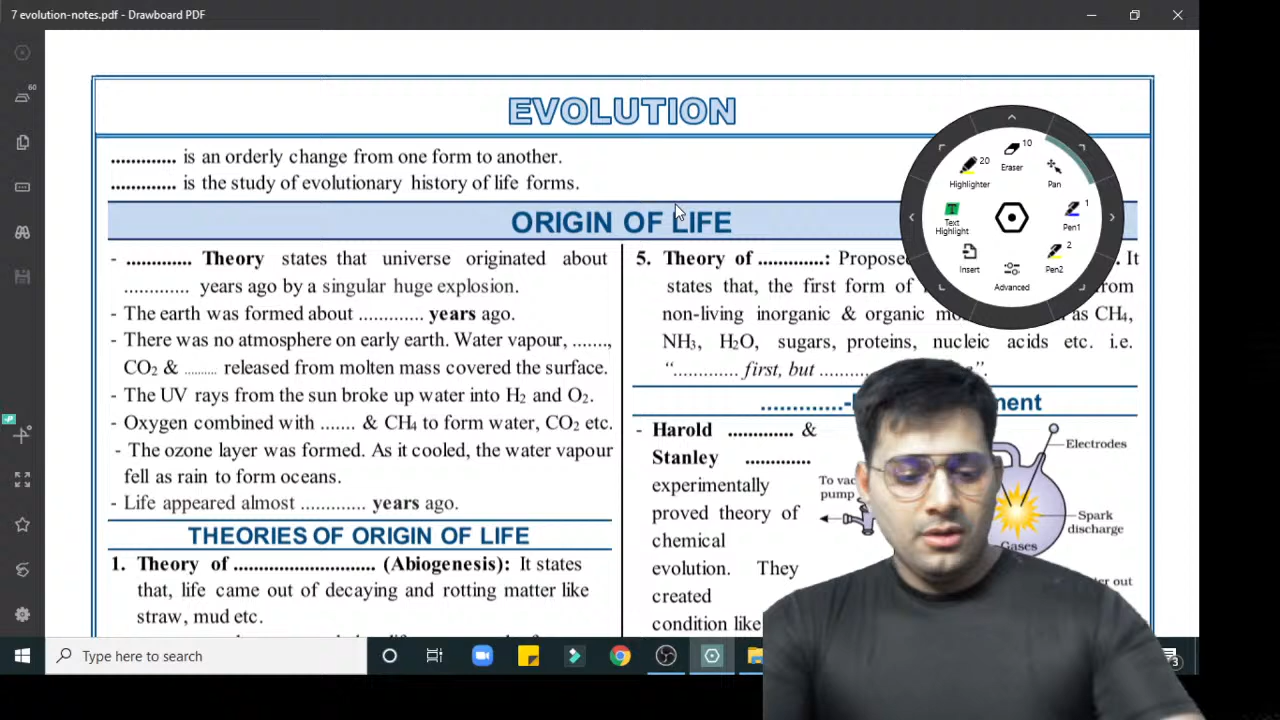 7 evolution-notes.pdf - Drawboard PDF
60
EVOLUTION
............. is an orderly change from one form to another.
............. is the study of evolutionary history of life forms.
ORIGIN OF LIFE
- ............. Theory states that universe originated about
............. years ago by a singular huge explosion.
- The earth was formed about ............. years ago.
- There was no atmosphere on early earth. Water vapour, .......,
CO2 & .......... released from molten mass covered the surface.
- The UV rays from the sun broke up water into H2 and O2.
- Oxygen combined with ....... & CH4 to form water, CO2 etc.
- The ozone layer was formed. As it cooled, the water vapour
fell as rain to form oceans.
- Life appeared almost ............. years ago.
THEORIES OF ORIGIN OF LIFE
1. Theory of ............................ (Abiogenesis): It states
that, life came out of decaying and rotting matter like
straw, mud etc.
5. Theory of .............: Propose It
states that, the first form of rom
non-living inorganic & organic mo as CH4,
NH3, H2O, sugars, proteins, nucleic acids etc. i.e.
“............. first, but ”.
.............- ment
- Harold ............. &
Stanley .............
experimentally
proved theory of
chemical
evolution. They
created
condition like
To vac
pump
Electrodes
Spark
discharge
Gases
er out
10
Eraser
20
Highlighter
Pan
T
Text
Highlight
1
Pen1
Insert
2
Pen2
Advanced
Type here to search
3